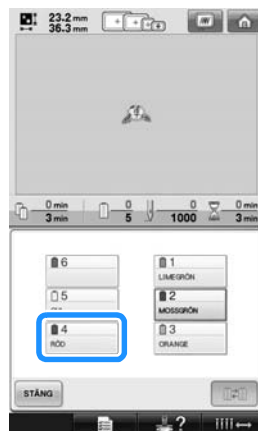 23.2 mm
36.3 mm
0 min
3 min
0
5
0
1000
0 min
3 min
6
1
LIMEGRÖN
5
2
MOSSGRÖN
4
3
RÖD
ORANGE
STÄNG
?